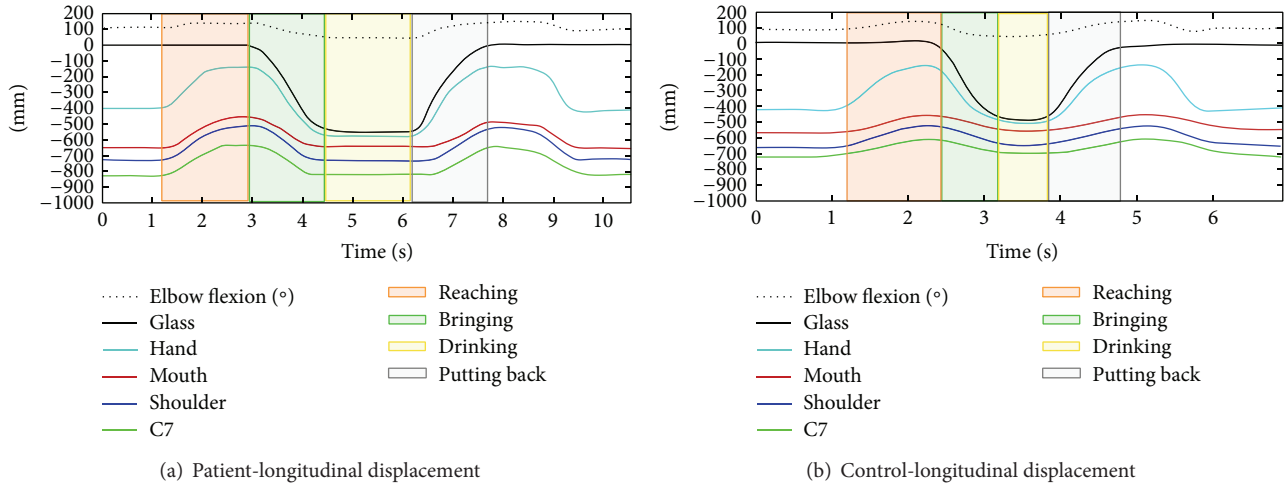 200
100
0
−100
−200
−300
−400
−500
−600
−700
−800
−900
−1000
(mm)
0 1 2 3 4 5 6 7 8 9 10
Time (s)
Elbow flexion (°)
Glass
Hand
Mouth
Shoulder
C7
Reaching
Bringing
Drinking
Putting back
(a) Patient-longitudinal displacement
200
100
0
−100
−200
−300
−400
−500
−600
−700
−800
−900
−1000
(mm)
0 1 2 3 4 5 6
Time (s)
Elbow flexion (°)
Glass
Hand
Mouth
Shoulder
C7
Reaching
Bringing
Drinking
Putting back
(b) Control-longitudinal displacement